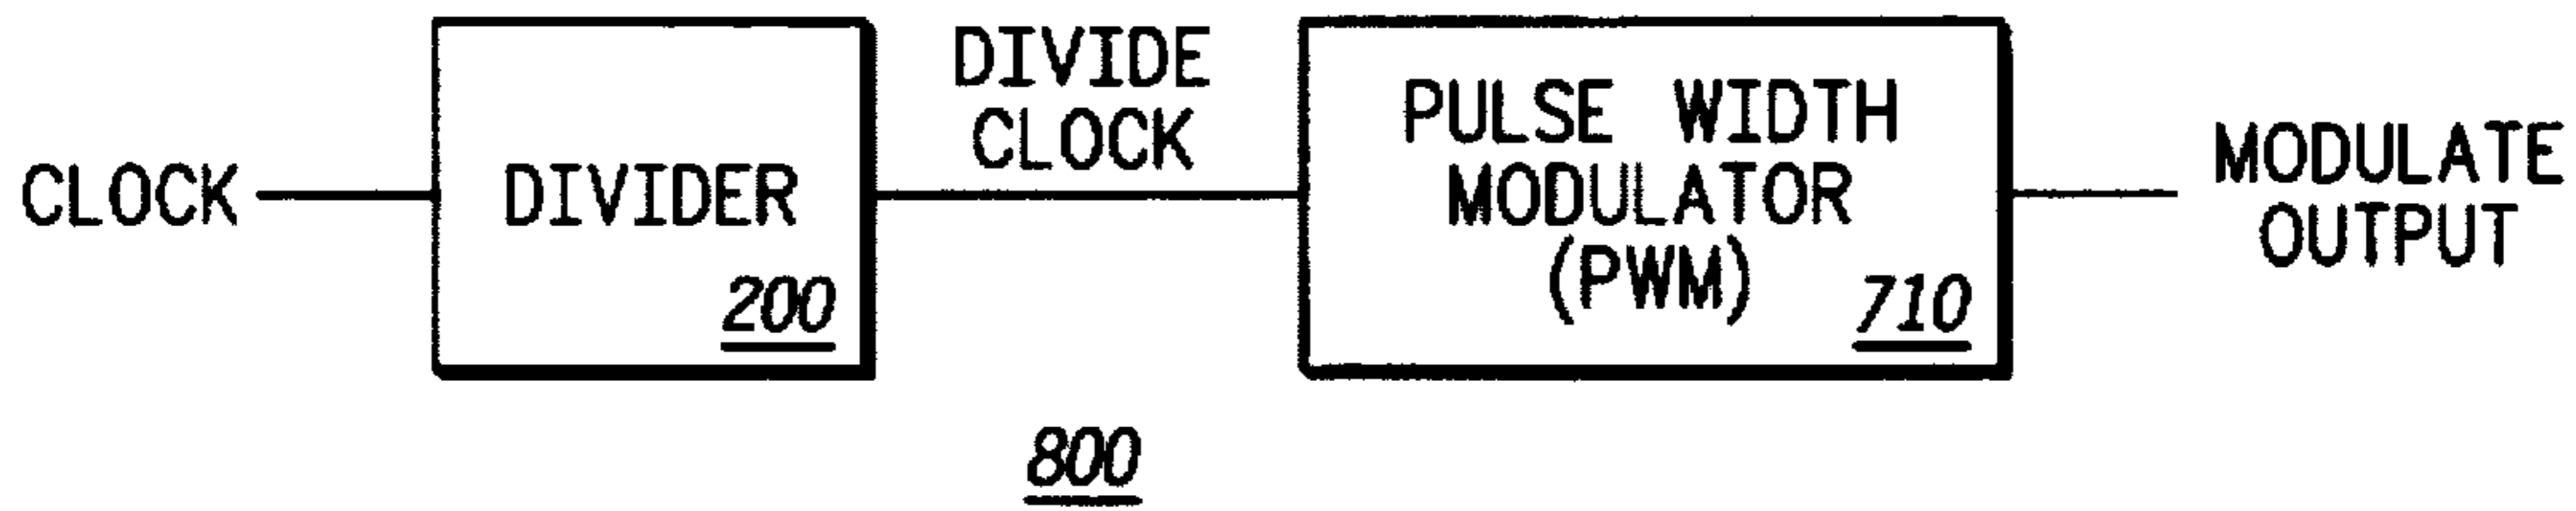 CLOCK
DIVIDER
200
DIVIDE
CLOCK
PULSE WIDTH
MODULATOR
(PWM)
710
MODULATE
OUTPUT
800